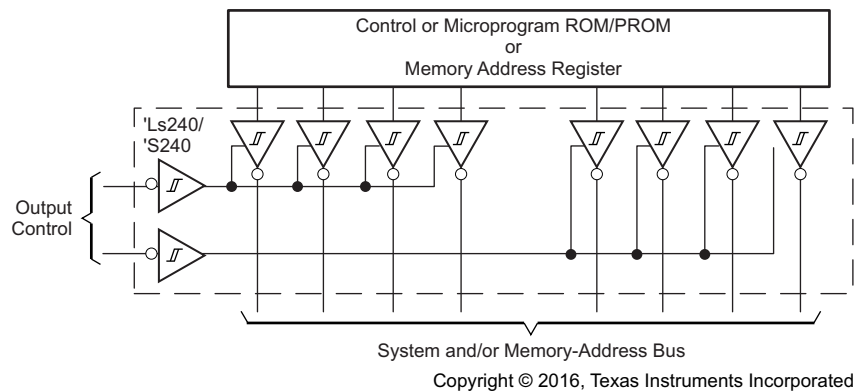 Control or Microprogram ROM/PROM
or
Memory Address Register
'Ls240/
'S240
Output
Control
System and/or Memory-Address Bus
Copyright © 2016, Texas Instruments Incorporated